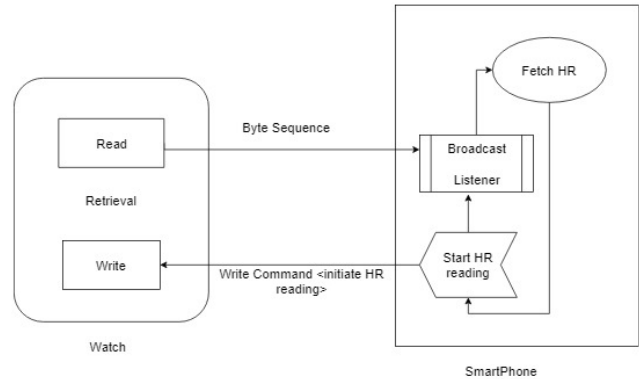 Fetch HR
Byte Sequence
Read
Broadcast
Listener
Retrieval
Write
Start HR
reading
Write Command <initiate HR
reading>
Watch
SmartPhone